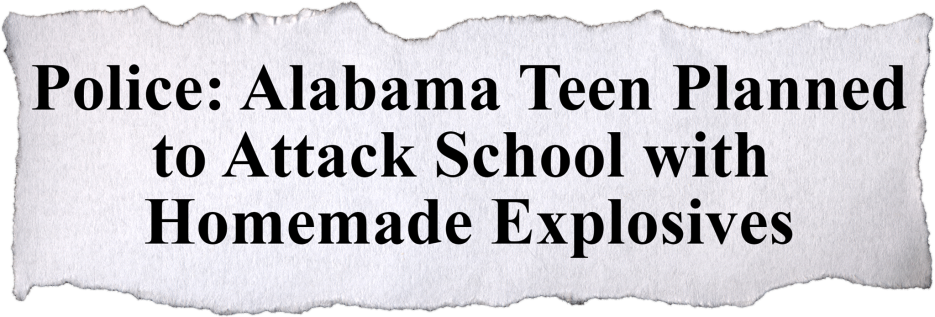 Police: Alabama Teen Planned
to Attack School with
Homemade Explosives